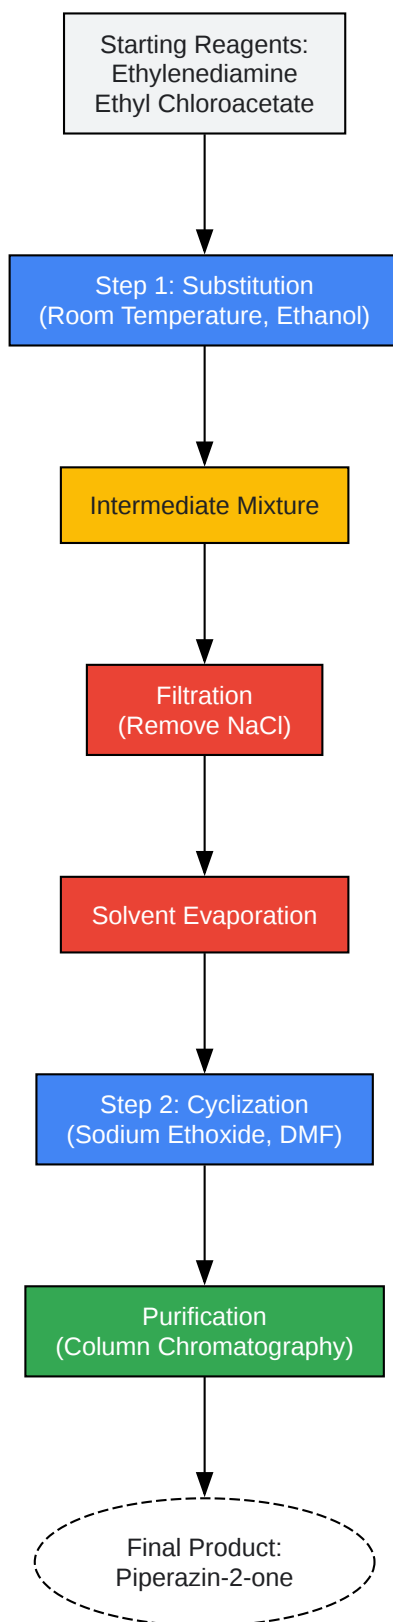 Starting Reagents:
Ethylenediamine
Ethyl Chloroacetate
Step 1: Substitution
(Room Temperature, Ethanol)
Intermediate Mixture
Filtration
(Remove NaCl)
Solvent Evaporation
Step 2: Cyclization
(Sodium Ethoxide, DMF)
Purification
(Column Chromatography)
Final Product:
Piperazin-2-one